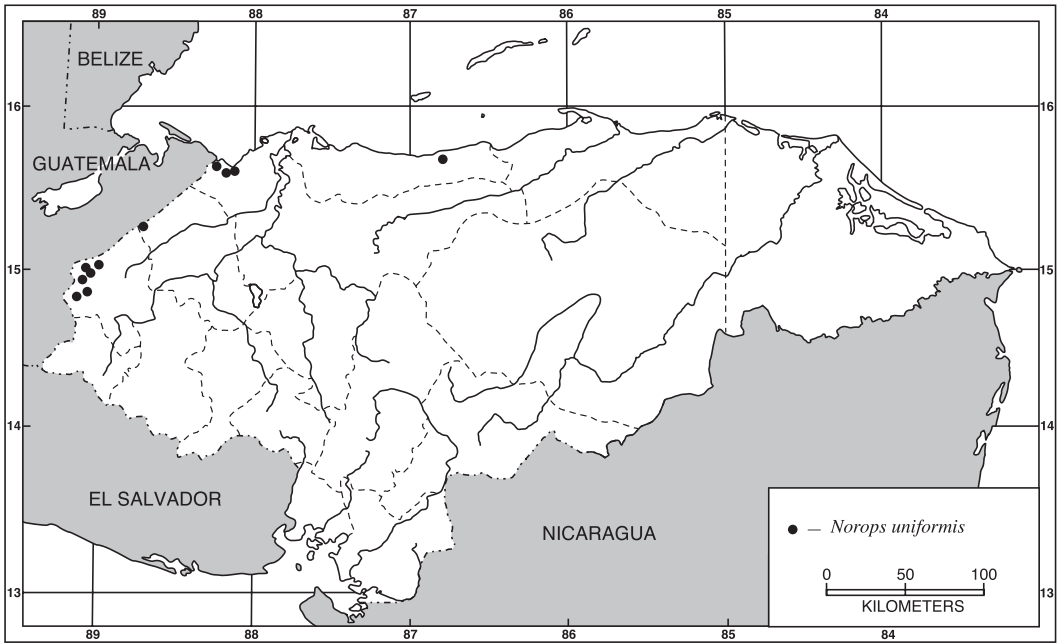 89 88 87 86 85 84
BELIZE
16 16
GUATEMALA
15 15
14 14
EL SALVADOR
NICARAGUA
— Norops uniformis
0 50 100
KILOMETERS
13 13
89 88 87 86 85 84